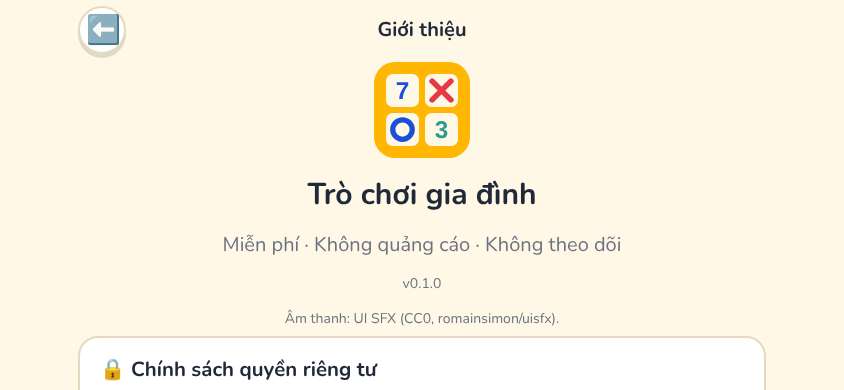 Giới thiệu
7
3
Trò chơi gia đình
Miễn phí · Không quảng cáo · Không theo dõi
v0.1.0
Âm thanh: UI SFX (CC0, romainsimon/uisfx).
🔒 Chính sách quyền riêng tư